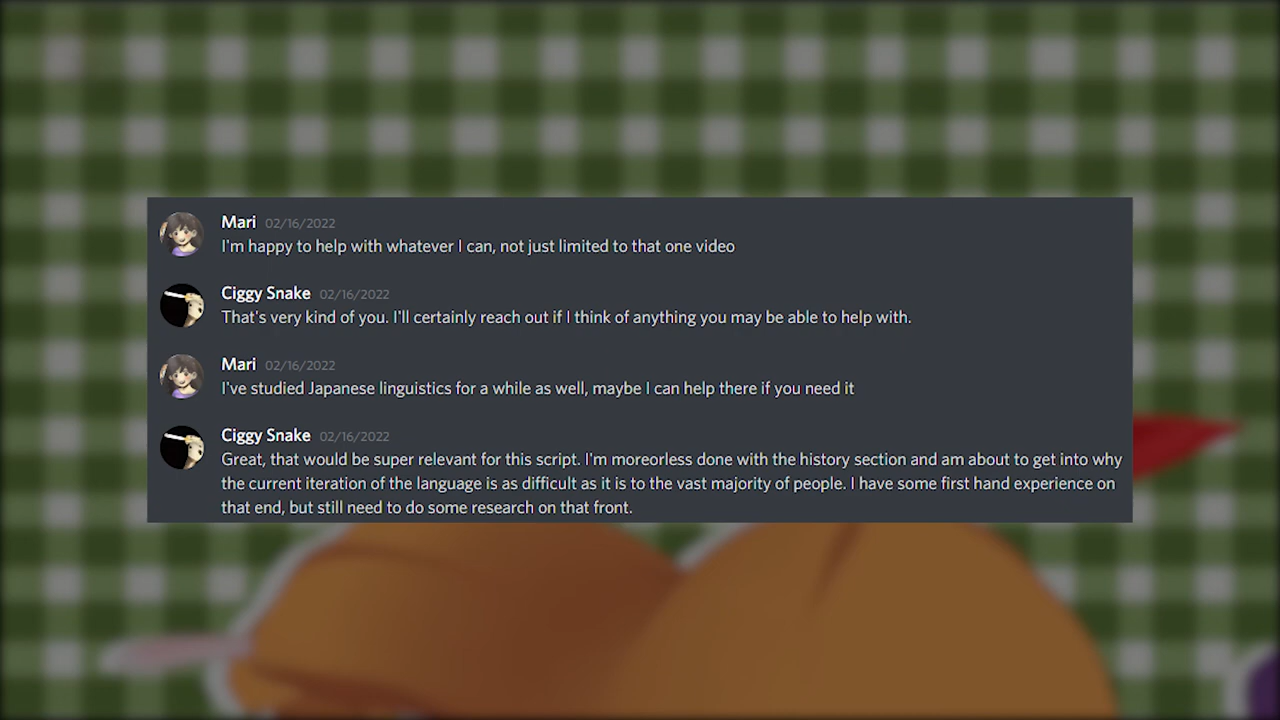 Mari 02/16/2022
I'm happy to help with whatever I can, not just limited to that one video
Ciggy Snake 02/16/2022
That's very kind of you. I'll certainly reach out if I think of anything you may be able to help with.
Mari 02/16/2022
I've studied Japanese linguistics for a while as well, maybe I can help there if you need it
Ciggy Snake 02/16/2022
Great, that would be super relevant for this script. I'm moreorless done with the history section and am about to get into why
the current iteration of the language is as difficult as it is to the vast majority of people. I have some first hand experience on
that end, but still need to do some research on that front.